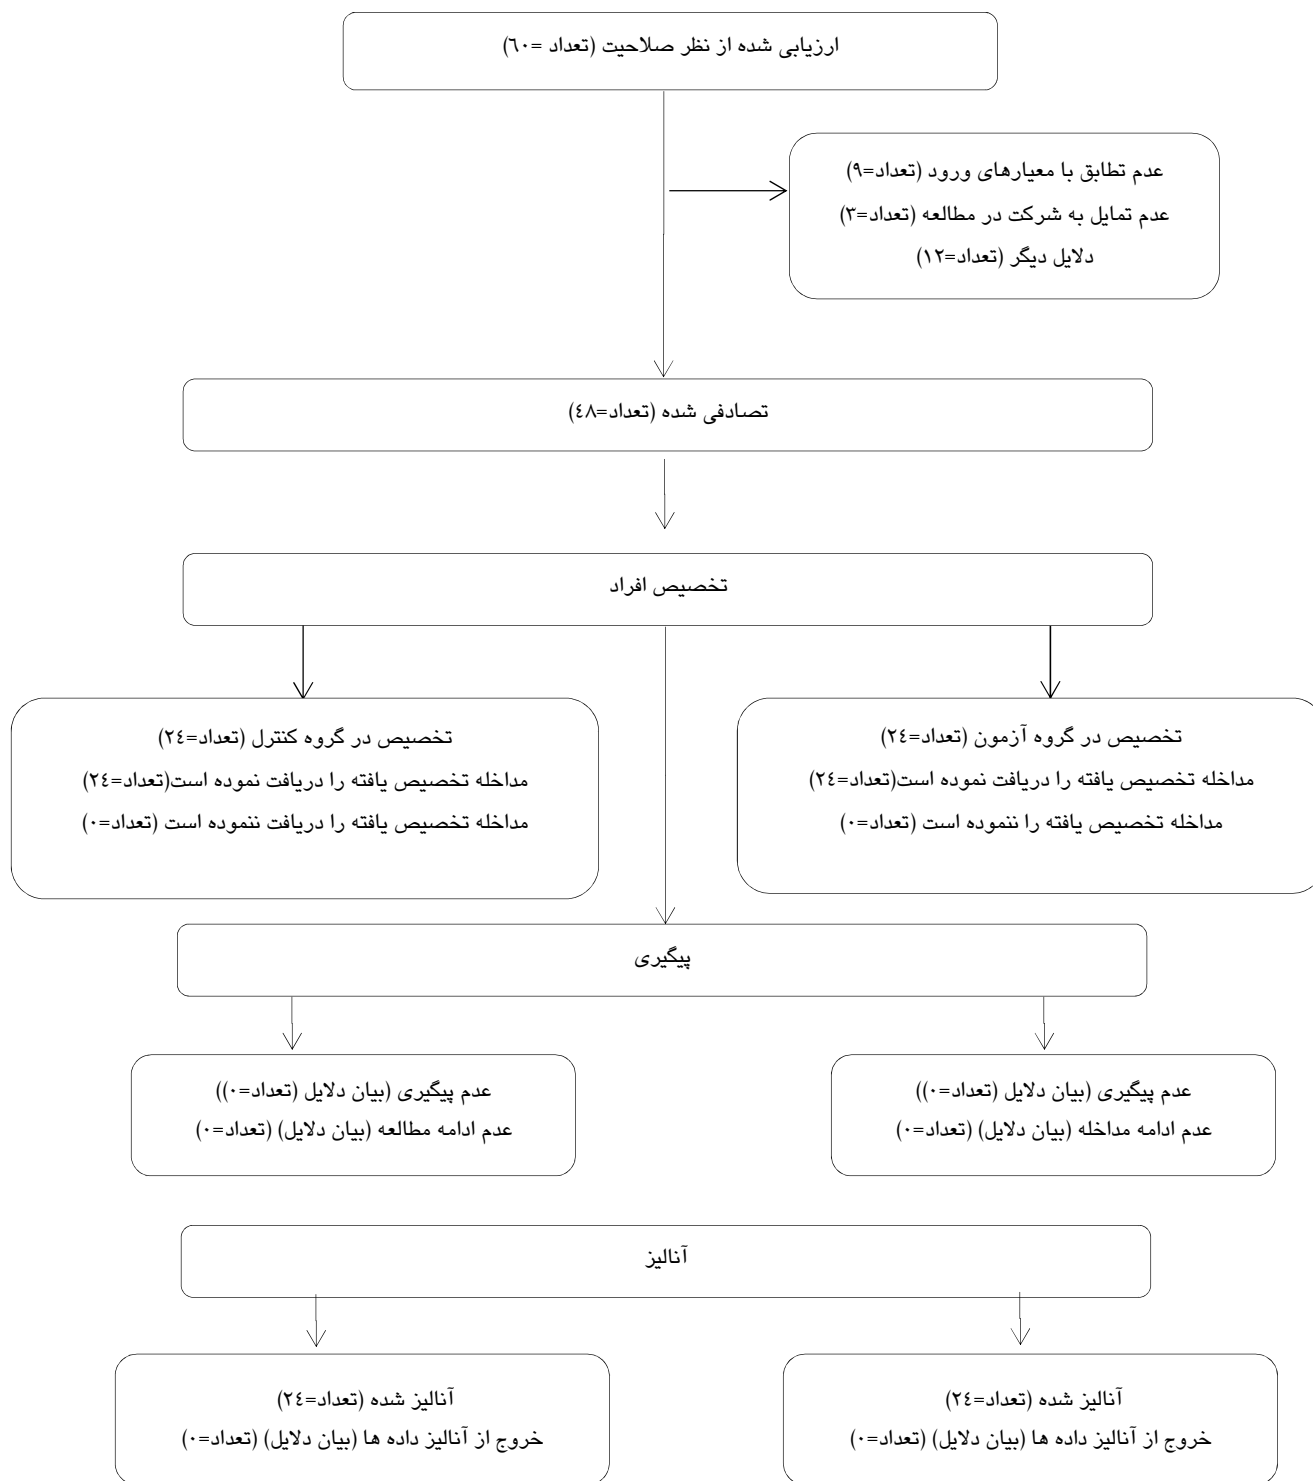 ارزیابی شده از نظر صلاحیت (تعداد =٦٠)
عدم تطابق با معیارهای ورود (تعداد=٩)
عدم تمایل به شرکت در مطالعه (تعداد=٣)
دلایل دیگر (تعداد=١٢)
تصادفی شده (تعداد=٤٨)
تخصیص افراد
تخصیص در گروه آزمون (تعداد=٢٤)
مداخله تخصیص یافته را دریافت نموده است(تعداد=٢٤)
مداخله تخصیص یافته را ننموده است (تعداد=٠)
تخصیص در گروه کنترل (تعداد=٢٤)
مداخله تخصیص یافته را دریافت نموده است(تعداد=٢٤)
مداخله تخصیص یافته را دریافت ننموده است (تعداد=٠)
پیگیری
عدم پیگیری (بیان دلایل (تعداد=٠))
عدم ادامه مداخله (بیان دلایل) (تعداد=٠)
عدم پیگیری (بیان دلایل (تعداد=٠))
عدم ادامه مطالعه (بیان دلایل) (تعداد=٠)
آنالیز
آنالیز شده (تعداد=٢٤)
خروج از آنالیز داده ها (بیان دلایل) (تعداد=٠)
آنالیز شده (تعداد=٢٤)
خروج از آنالیز داده ها (بیان دلایل) (تعداد=٠)